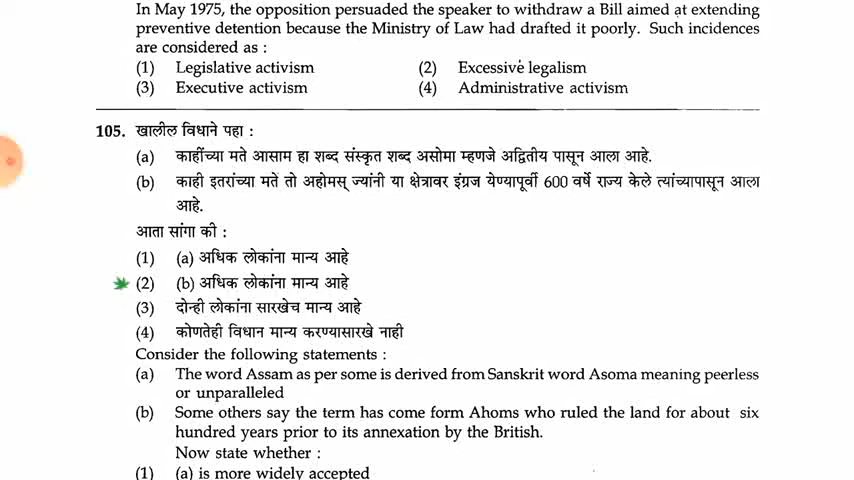 In May 1975, the opposition persuaded the speaker to withdraw a Bill aimed at extending
preventive detention because the Ministry of Law had drafted it poorly. Such incidences
are considered as :
(1) Legislative activism (2) Excessive legalism
(3) Executive activism (4) Administrative activism
105. खालील विधाने पहा :
(a) काहींच्या मते आसाम हा शब्द संस्कृत शब्द असोमा म्हणजे अद्वितीय पासून आला आहे.
(b) काही इतरांच्या मते तो अहोमस् ज्यांनी या क्षेत्रावर इंग्रज येण्यापूर्वी 600 वर्षे राज्य केले त्यांच्यापासून आला
आहे.
आता सांगा की :
(1) (a) अधिक लोकांना मान्य आहे
(2) (b) अधिक लोकांना मान्य आहे
(3) दोन्ही लोकांना सारखेच मान्य आहे
(4) कोणतेही विधान मान्य करण्यासारखे नाही
Consider the following statements :
(a) The word Assam as per some is derived from Sanskrit word Asoma meaning peerless
or unparalleled
(b) Some others say the term has come form Ahoms who ruled the land for about six
hundred years prior to its annexation by the British.
Now state whether :
(1) (a) is more widely accepted